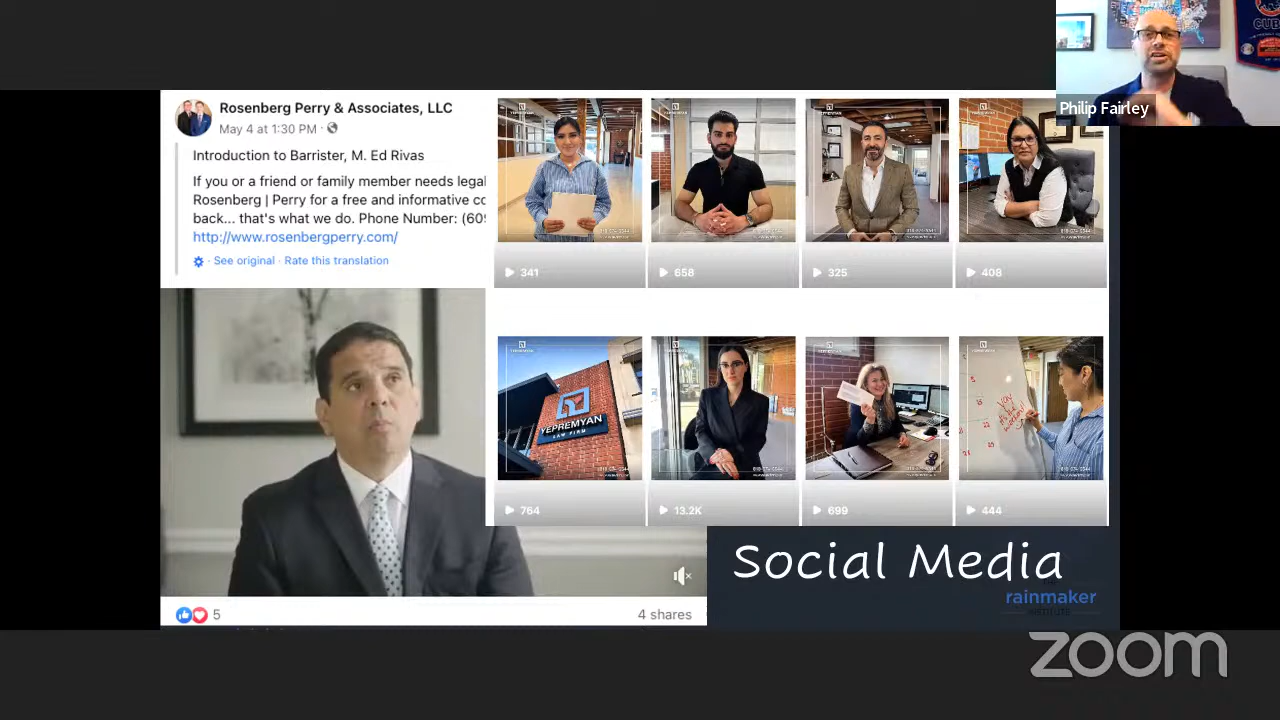 Rosenberg Perry & Associates, LLC
May 4 at 1:30 PM ·
Introduction to Barrister, M. Ed Rivas
If you or a friend or family member needs legal
Rosenberg | Perry for a free and informative co
back... that's what we do. Phone Number: (609
http://www.rosenbergperry.com/
· See original · Rate this translation
5
4 shares
341
658
325
408
YEPREMYAN
LAW FIRM
764
13.2K
699
444
Social Media
rainmaker
INSTITUTE
Philip Fairley
CUBS
zoom